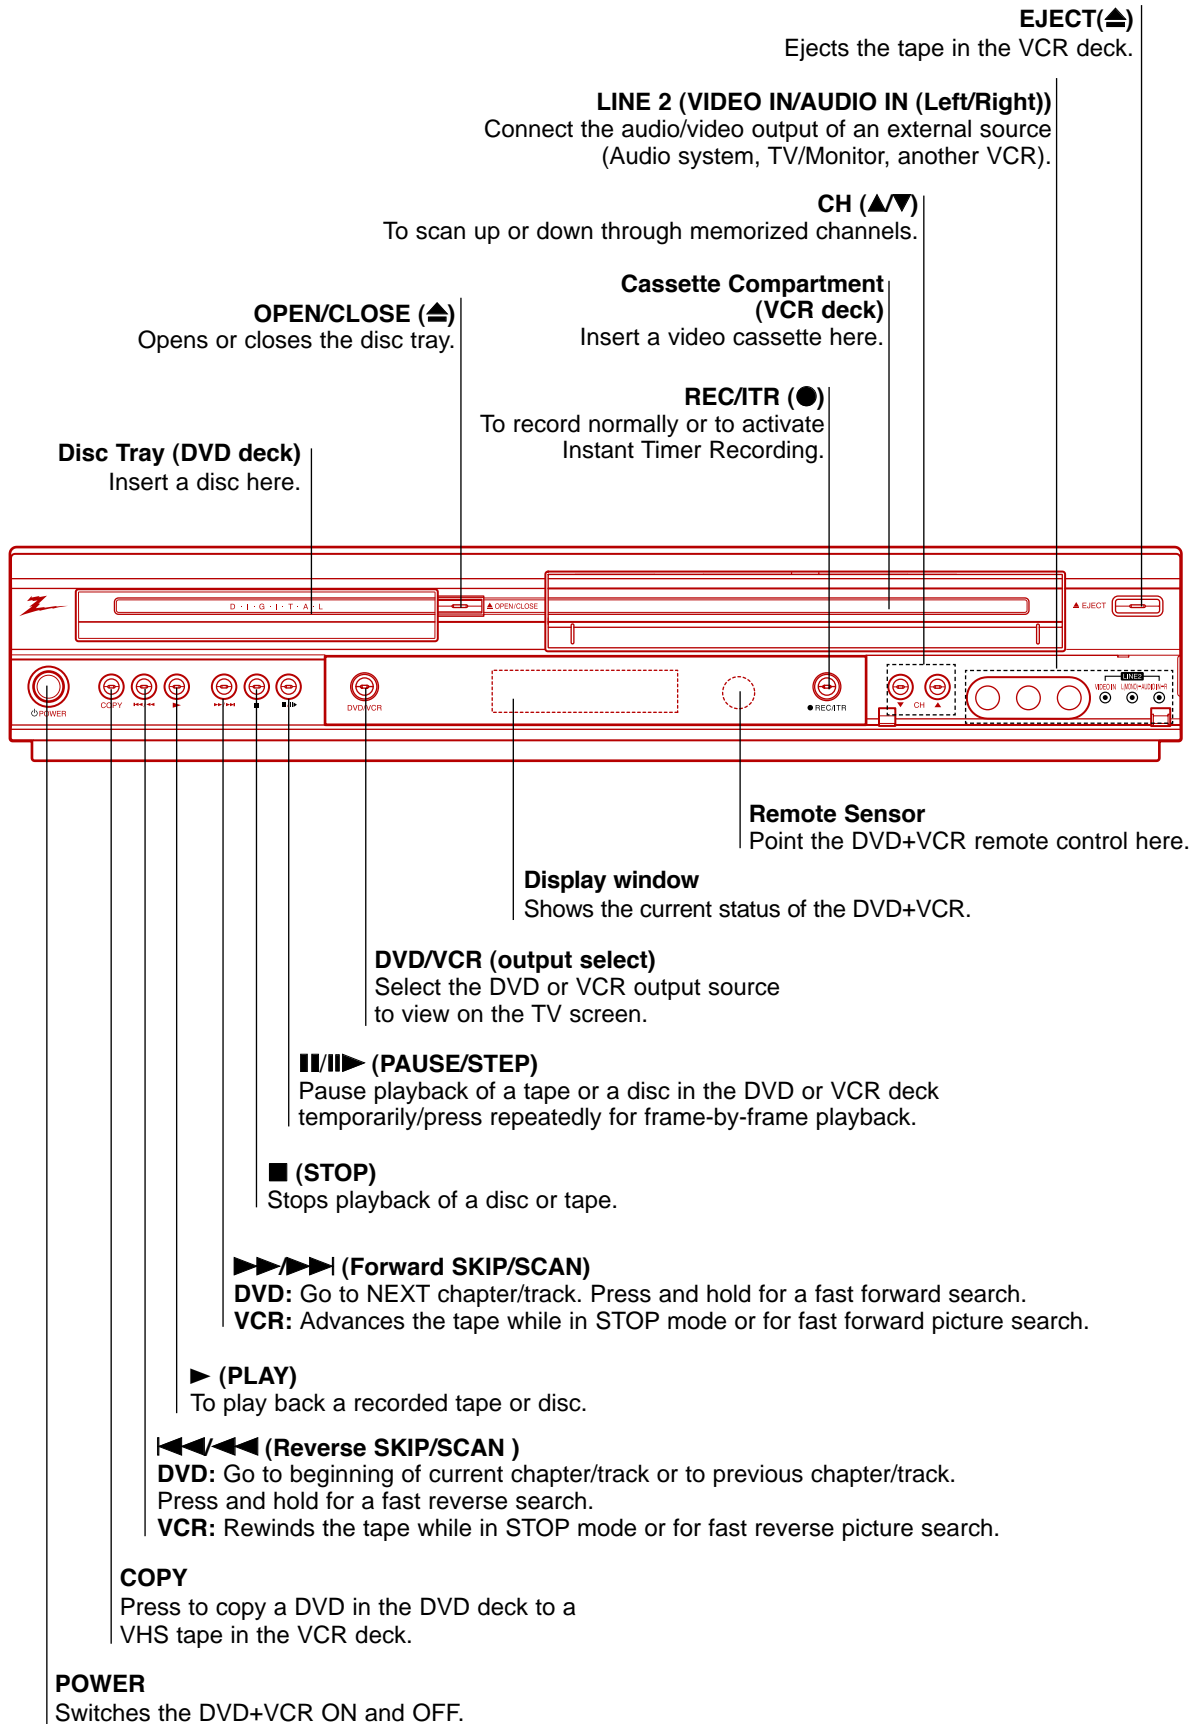 EJECT(⏏)
Ejects the tape in the VCR deck.
LINE 2 (VIDEO IN/AUDIO IN (Left/Right))
Connect the audio/video output of an external source
(Audio system, TV/Monitor, another VCR).
CH (▲/▼)
To scan up or down through memorized channels.
Cassette Compartment
(VCR deck)
Insert a video cassette here.
OPEN/CLOSE (⏏)
Opens or closes the disc tray.
REC/ITR (●)
To record normally or to activate
Instant Timer Recording.
Disc Tray (DVD deck)
Insert a disc here.
Z
D·I·G·I·T·A·L
⏏ OPEN/CLOSE
⏏ EJECT
LINE2
VIDEO IN L(MONO)-AUDIO IN-R
⏻ POWER
COPY
⏮/◀◀
▶
▶▶/⏭
■
❚❚/❚❚▶
DVD/VCR
● REC/ITR
▼ CH ▲
Remote Sensor
Point the DVD+VCR remote control here.
Display window
Shows the current status of the DVD+VCR.
DVD/VCR (output select)
Select the DVD or VCR output source
to view on the TV screen.
❚❚/❚❚▶ (PAUSE/STEP)
Pause playback of a tape or a disc in the DVD or VCR deck
temporarily/press repeatedly for frame-by-frame playback.
■ (STOP)
Stops playback of a disc or tape.
▶▶/▶▶| (Forward SKIP/SCAN)
DVD: Go to NEXT chapter/track. Press and hold for a fast forward search.
VCR: Advances the tape while in STOP mode or for fast forward picture search.
▶ (PLAY)
To play back a recorded tape or disc.
|◀◀/◀◀ (Reverse SKIP/SCAN )
DVD: Go to beginning of current chapter/track or to previous chapter/track.
Press and hold for a fast reverse search.
VCR: Rewinds the tape while in STOP mode or for fast reverse picture search.
COPY
Press to copy a DVD in the DVD deck to a
VHS tape in the VCR deck.
POWER
Switches the DVD+VCR ON and OFF.